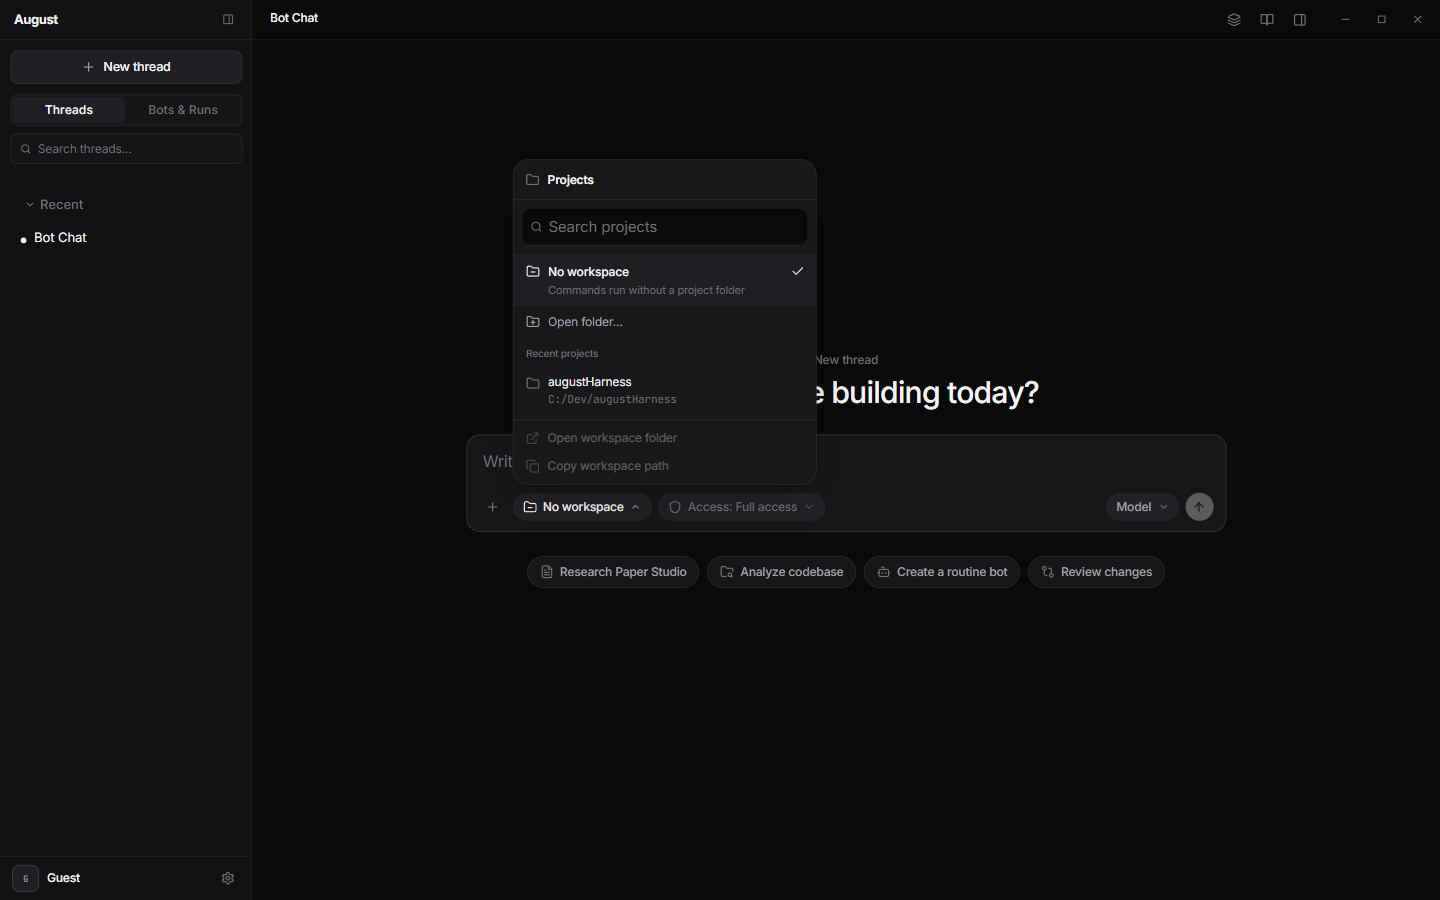 August
Bot Chat
New thread
Threads
Bots & Runs
Search threads...
Recent
Bot Chat
Projects
Search projects
No workspace
Commands run without a project folder
Open folder...
Recent projects
augustHarness
C:/Dev/augustHarness
Open workspace folder
Copy workspace path
New thread
building today?
Writ
No workspace
Access: Full access
Model
Research Paper Studio
Analyze codebase
Create a routine bot
Review changes
G
Guest